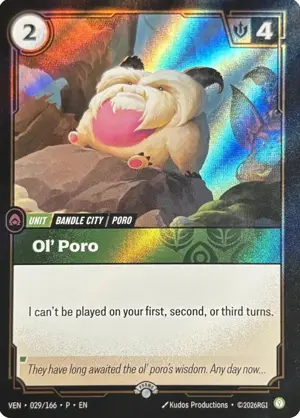 2
4
UNIT
BANDLE CITY | PORO
Ol' Poro
I can't be played on your first, second, or third turns.
They have long awaited the ol' poro's wisdom. Any day now...
VEN • 029/166 • P • EN
Kudos Productions • ©2026RGI